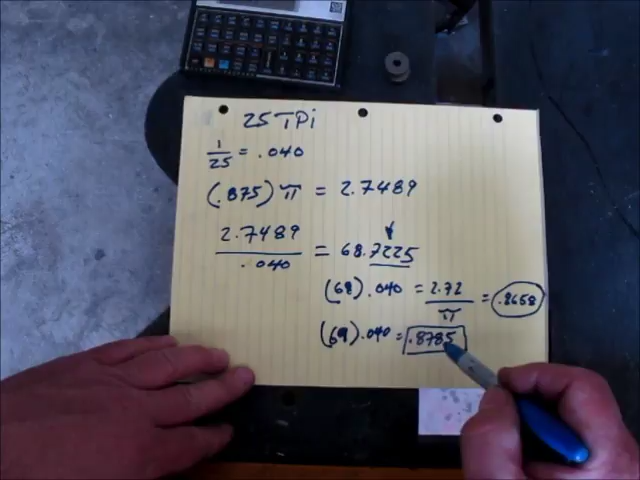 25 TPi
1/25 = .040
(.875) π = 2.7489
2.7489/.040 = 68.7225
(68) .040 = 2.72/π = .8658
(69) .040 = .8785